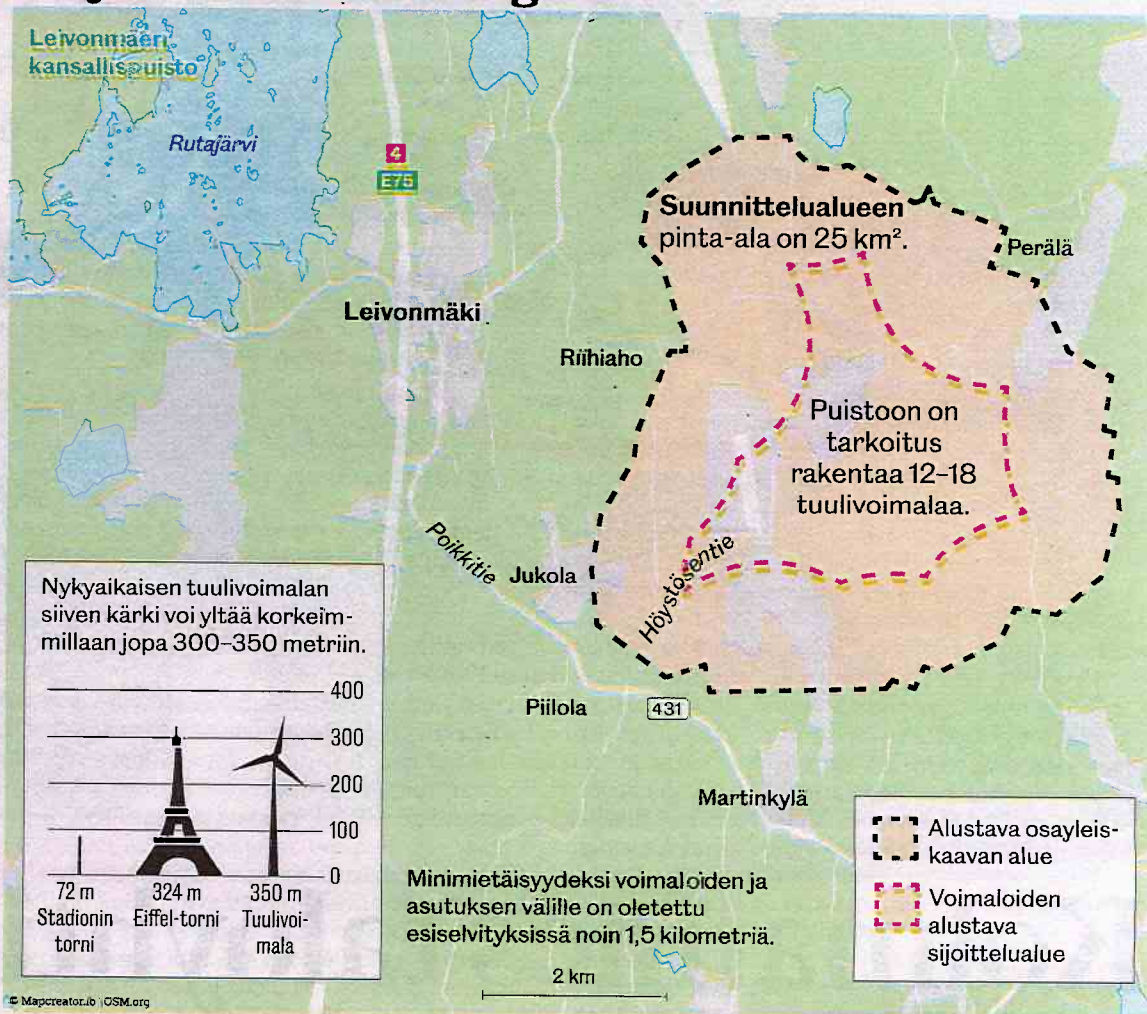 Leivonmäen
kansallispuisto
Rutajärvi
4
E75
Leivonmäki
Suunnittelualueen
pinta-ala on 25 km².
Perälä
Riihiaho
Puistoon on
tarkoitus
rakentaa 12–18
tuulivoimalaa.
Poikkitie
Jukola
Höystösentie
Piilola
431
Martinkylä
Nykyaikaisen tuulivoimalan
siiven kärki voi yltää korkeim-
millaan jopa 300–350 metriin.
400
300
200
100
0
72 m
Stadionin
torni
324 m
Eiffel-torni
350 m
Tuulivoi-
mala
Minimietäisyydeksi voimaloiden ja
asutuksen välille on oletettu
esiselvityksissä noin 1,5 kilometriä.
2 km
Alustava osayleis-
kaavan alue
Voimaloiden
alustava
sijoittelualue
© Mapcreator.io | OSM.org